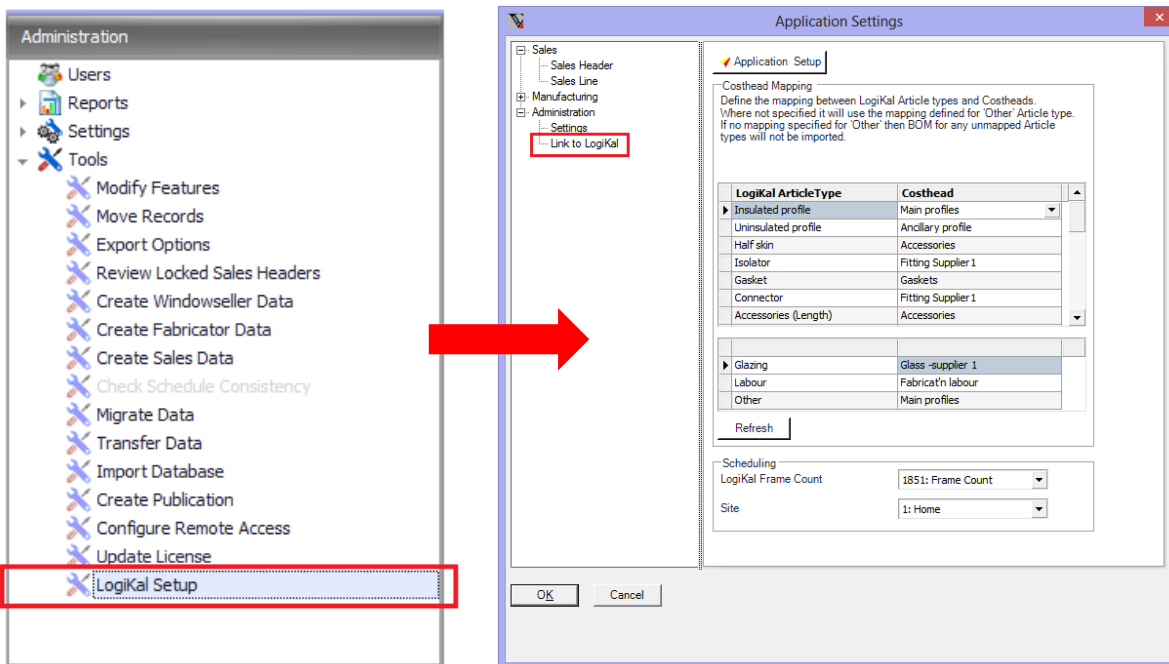 Administration
Users
Reports
Settings
Tools
Modify Features
Move Records
Export Options
Review Locked Sales Headers
Create Windowseller Data
Create Fabricator Data
Create Sales Data
Check Schedule Consistency
Migrate Data
Transfer Data
Import Database
Create Publication
Configure Remote Access
Update License
LogiKal Setup
Application Settings
Sales
Sales Header
Sales Line
Manufacturing
Administration
Settings
Link to LogiKal
Application Setup
Costhead Mapping
Define the mapping between LogiKal Article types and Costheads.
Where not specified it will use the mapping defined for 'Other' Article type.
If no mapping specified for 'Other' then BOM for any unmapped Article
types will not be imported.
LogiKal ArticleType Costhead
Insulated profile Main profiles
Uninsulated profile Ancillary profile
Half skin Accessories
Isolator Fitting Supplier1
Gasket Gaskets
Connector Fitting Supplier1
Accessories (Length) Accessories
Glazing Glass -supplier 1
Labour Fabricat'n labour
Other Main profiles
Refresh
Scheduling
LogiKal Frame Count 1851: Frame Count
Site 1: Home
OK Cancel